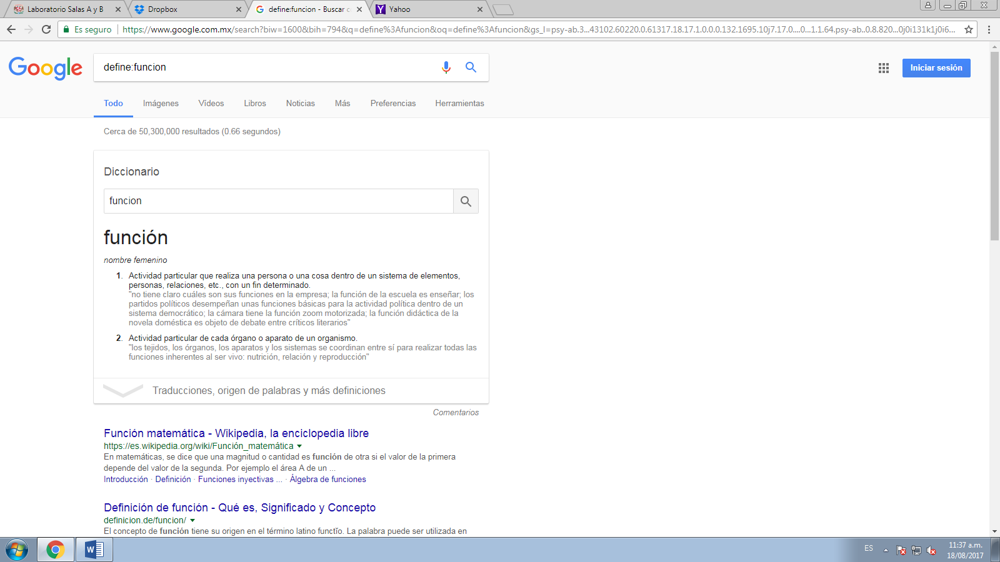 Laboratorio Salas A y B
Dropbox
define:funcion - Buscar c
Yahoo
Es seguro
https://www.google.com.mx/search?biw=1600&bih=794&q=define%3Afuncion&oq=define%3Afuncion&gs_l=psy-ab.3...43102.60220.0.61317.18.17.1.0.0.0.132.1695.10j7.17.0....0...1.1.64.psy-ab..0.8.820...0j0i131k1j0i6...
Google
define:funcion
Iniciar sesión
Todo Imágenes Vídeos Libros Noticias Más Preferencias Herramientas
Cerca de 50,300,000 resultados (0.66 segundos)
Diccionario
funcion
función
nombre femenino
1. Actividad particular que realiza una persona o una cosa dentro de un sistema de elementos,
personas, relaciones, etc., con un fin determinado.
"no tiene claro cuáles son sus funciones en la empresa; la función de la escuela es enseñar; los
partidos políticos desempeñan unas funciones básicas para la actividad política dentro de un
sistema democrático; la cámara tiene la función zoom motorizada; la función didáctica de la
novela doméstica es objeto de debate entre críticos literarios"
2. Actividad particular de cada órgano o aparato de un organismo.
"los tejidos, los órganos, los aparatos y los sistemas se coordinan entre sí para realizar todas las
funciones inherentes al ser vivo: nutrición, relación y reproducción"
Traducciones, origen de palabras y más definiciones
Comentarios
Función matemática - Wikipedia, la enciclopedia libre
https://es.wikipedia.org/wiki/Función_matemática
En matemáticas, se dice que una magnitud o cantidad es función de otra si el valor de la primera
depende del valor de la segunda. Por ejemplo el área A de un ...
Introducción · Definición · Funciones inyectivas ... · Álgebra de funciones
Definición de función - Qué es, Significado y Concepto
definicion.de/funcion/
El concepto de función tiene su origen en el término latino functĭo. La palabra puede ser utilizada en
ES
11:37 a.m.
18/08/2017